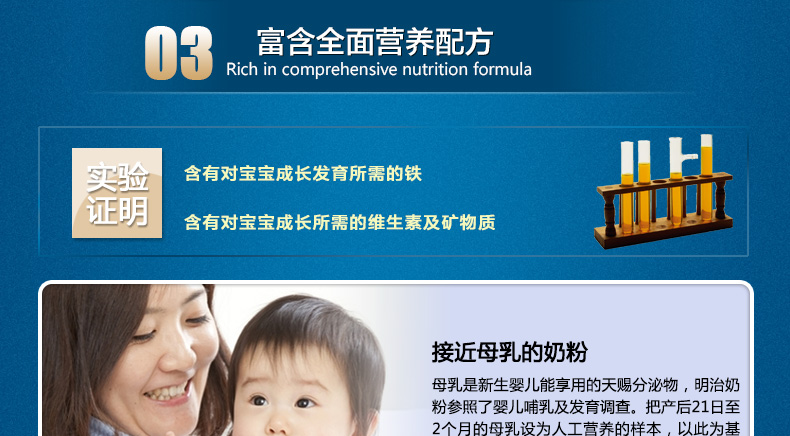 03
富含全面营养配方
Rich in comprehensive nutrition formula
实验
证明
含有对宝宝成长发育所需的铁
含有对宝宝成长所需的维生素及矿物质
接近母乳的奶粉
母乳是新生婴儿能享用的天赐分泌物，明治奶
粉参照了婴儿哺乳及发育调查。把产后21日至
2个月的母乳设为人工营养的样本，以此为基